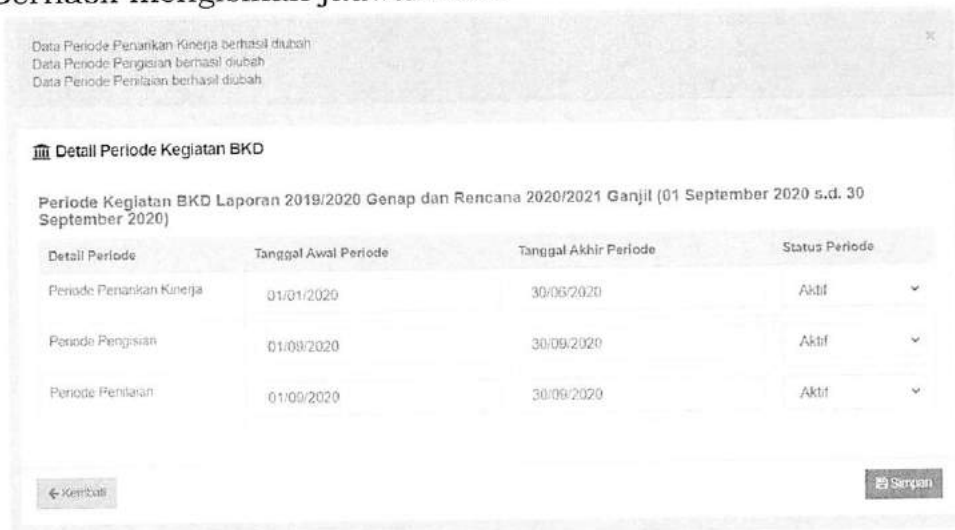 Data Periode Penarikan Kinerja berhasil diubah
Data Periode Pengisian berhasil diubah
Data Periode Penilaian berhasil diubah
×
Detail Periode Kegiatan BKD
Periode Kegiatan BKD Laporan 2019/2020 Genap dan Rencana 2020/2021 Ganjil (01 September 2020 s.d. 30
September 2020)
Detail Periode Tanggal Awal Periode Tanggal Akhir Periode Status Periode
Periode Penarikan Kinerja 01/01/2020 30/06/2020 Aktif
Periode Pengisian 01/09/2020 30/09/2020 Aktif
Periode Penilaian 01/09/2020 30/09/2020 Aktif
← Kembali
Simpan